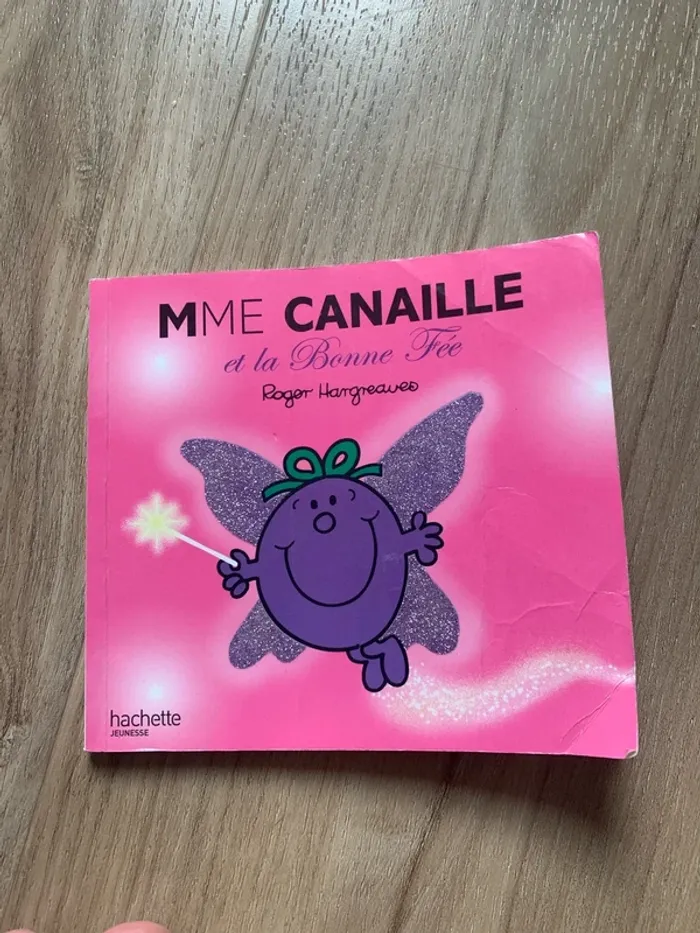 MME CANAILLE
et la Bonne Fée
Roger Hargreaves
hachette
JEUNESSE